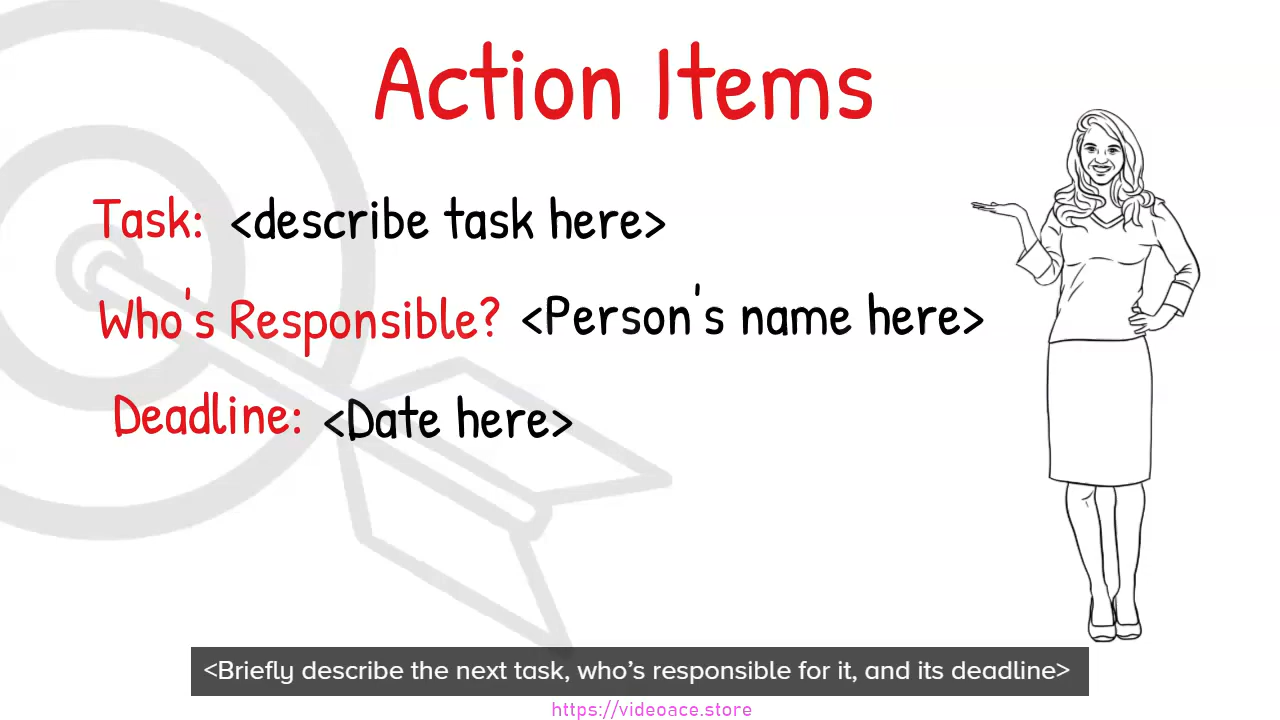 Action Items
Task: <describe task here>
Who's Responsible? <Person's name here>
Deadline: <Date here>
<Briefly describe the next task, who’s responsible for it, and its deadline>
https://videoace.store